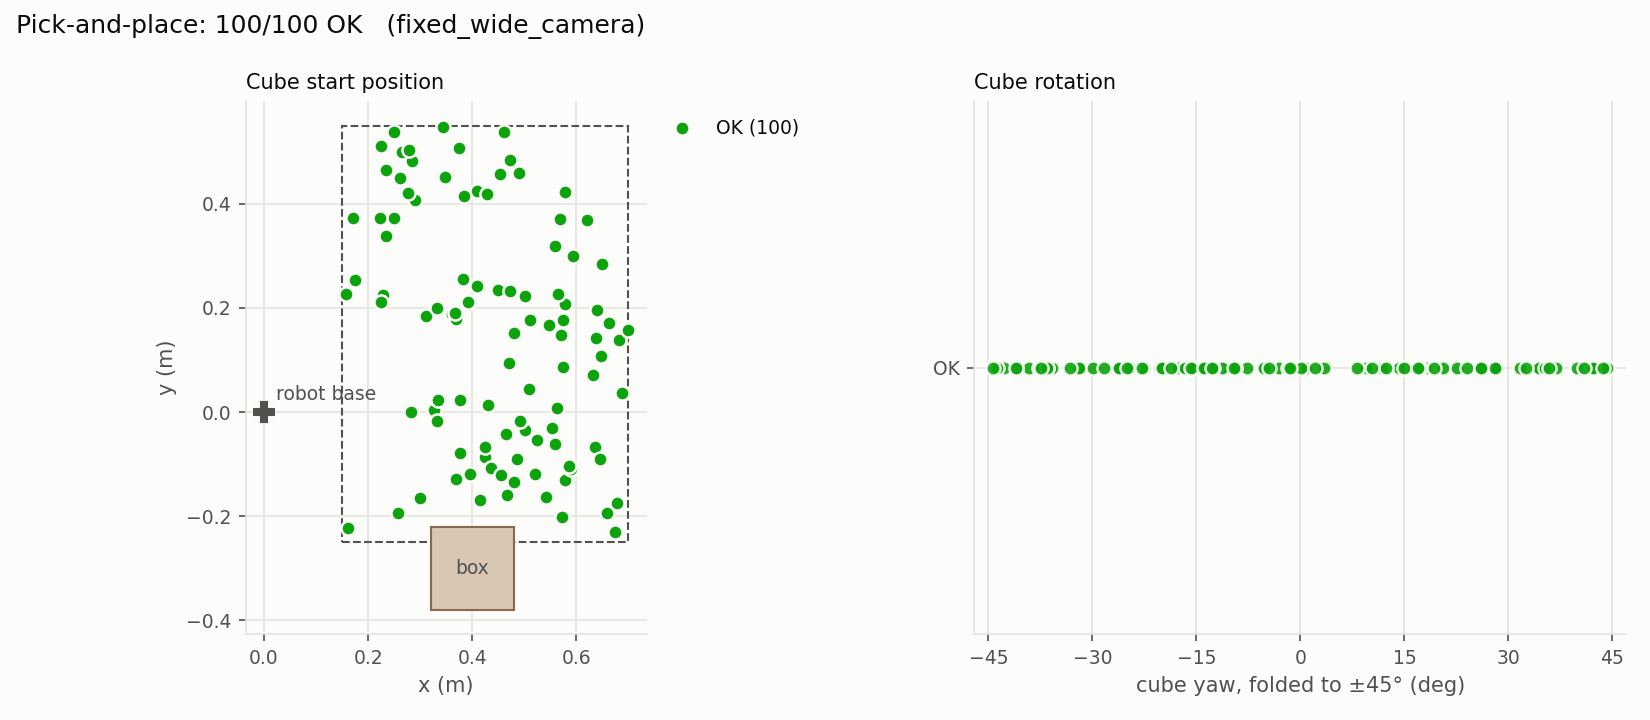 Pick-and-place: 100/100 OK   (fixed_wide_camera)
Cube start position
OK (100)
0.4
0.2
0.0
−0.2
−0.4
y (m)
robot base
box
0.0
0.2
0.4
0.6
x (m)
Cube rotation
OK
−45
−30
−15
0
15
30
45
cube yaw, folded to ±45° (deg)